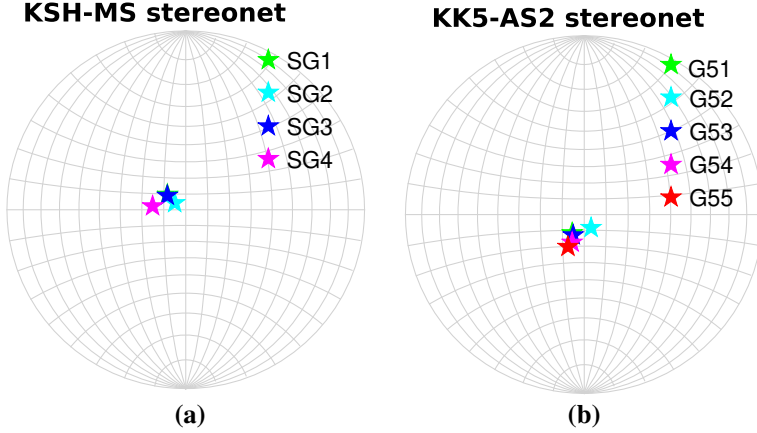 KSH-MS stereonet
SG1
SG2
SG3
SG4
(a)
KK5-AS2 stereonet
G51
G52
G53
G54
G55
(b)